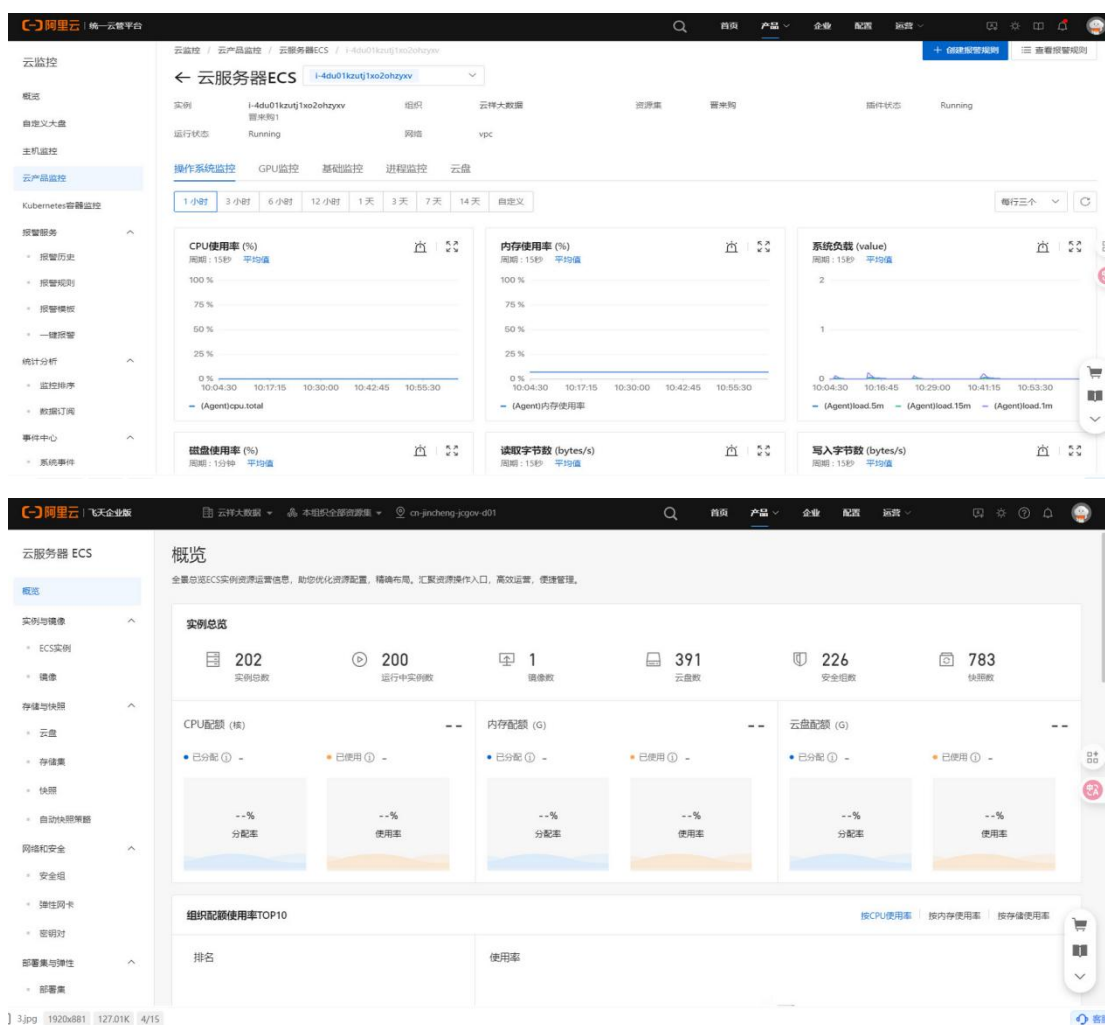 阿里云 | 统一云管平台 首页 产品 企业 配置 运营
云监控 / 云产品监控 / 云服务器ECS / i-4du01kzutj1xo2ohzyxv
+ 创建报警规则 查看报警规则
云监控
← 云服务器ECS i-4du01kzutj1xo2ohzyxv
概览
自定义大盘
主机监控
云产品监控
Kubernetes容器监控
报警服务
报警历史
报警规则
报警模板
一键报警
统计分析
监控排序
数据订阅
事件中心
系统事件
实例 i-4du01kzutj1xo2ohzyxv 组织 云祥大数据 资源集 晋来购 插件状态 Running
晋来购1
运行状态 Running 网络 vpc
操作系统监控 GPU监控 基础监控 进程监控 云盘
1小时 3小时 6小时 12小时 1天 3天 7天 14天 自定义 每行三个
CPU使用率 (%)
周期：15秒 平均值
100 %
75 %
50 %
25 %
0 %
10:04:30 10:17:15 10:30:00 10:42:45 10:55:30
(Agent)cpu.total
内存使用率 (%)
周期：15秒 平均值
100 %
75 %
50 %
25 %
0 %
10:04:30 10:17:15 10:30:00 10:42:45 10:55:30
(Agent)内存使用率
系统负载 (value)
周期：15秒 平均值
2
1
0
10:04:30 10:16:45 10:29:00 10:41:15 10:53:30
(Agent)load.5m (Agent)load.15m (Agent)load.1m
磁盘使用率 (%)
周期：1分钟 平均值
读取字节数 (bytes/s)
周期：15秒 平均值
写入字节数 (bytes/s)
周期：15秒 平均值
阿里云 | 飞天企业版 云祥大数据 本组织全部资源集 cn-jincheng-jcgov-d01 首页 产品 企业 配置 运营
云服务器 ECS
概览
实例与镜像
ECS实例
镜像
存储与快照
云盘
存储集
快照
自动快照策略
网络和安全
安全组
弹性网卡
密钥对
部署集与弹性
部署集
概览
全景总览ECS实例资源运营信息，助您优化资源配置，精确布局。汇聚资源操作入口，高效运营，便捷管理。
实例总览
202 200 1 391 226 783
实例总数 运行中实例数 镜像数 云盘数 安全组数 快照数
CPU配额 (核) -- 内存配额 (G) -- 云盘配额 (G) --
已分配 - 已使用 - 已分配 - 已使用 - 已分配 - 已使用 -
--% --% --% --% --% --%
分配率 使用率 分配率 使用率 分配率 使用率
组织配额使用率TOP10 按CPU使用率 按内存使用率 按存储使用率
排名 使用率
3.jpg 1920x881 127.01K 4/15